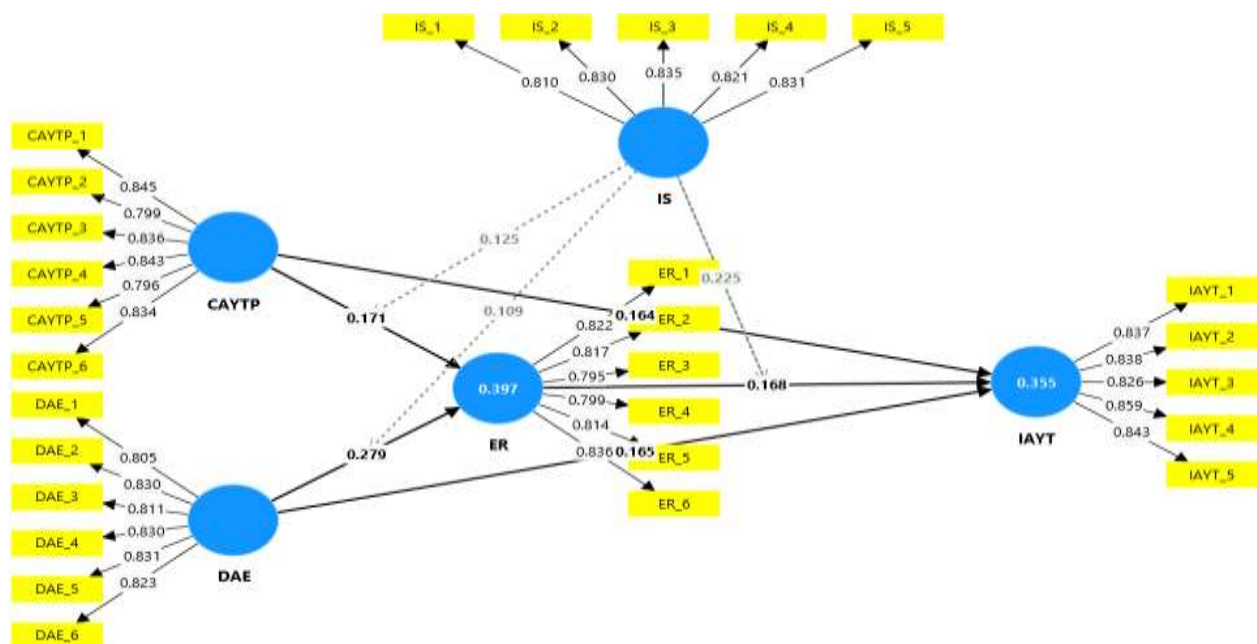 IS_1 IS_2 IS_3 IS_4 IS_5
0.810 0.830 0.835 0.821 0.831
IS
CAYTP_1
CAYTP_2
CAYTP_3
CAYTP_4
CAYTP_5
CAYTP_6
0.845
0.799
0.836
0.843
0.796
0.834
CAYTP
0.125
0.109
0.225
0.171
0.164
0.279
0.168
0.165
DAE_1
DAE_2
DAE_3
DAE_4
DAE_5
DAE_6
0.805
0.830
0.811
0.830
0.831
0.823
DAE
0.397
ER
ER_1
ER_2
ER_3
ER_4
ER_5
ER_6
0.822
0.817
0.795
0.799
0.814
0.836
0.355
IAYT
0.837
0.838
0.826
0.859
0.843
IAYT_1
IAYT_2
IAYT_3
IAYT_4
IAYT_5